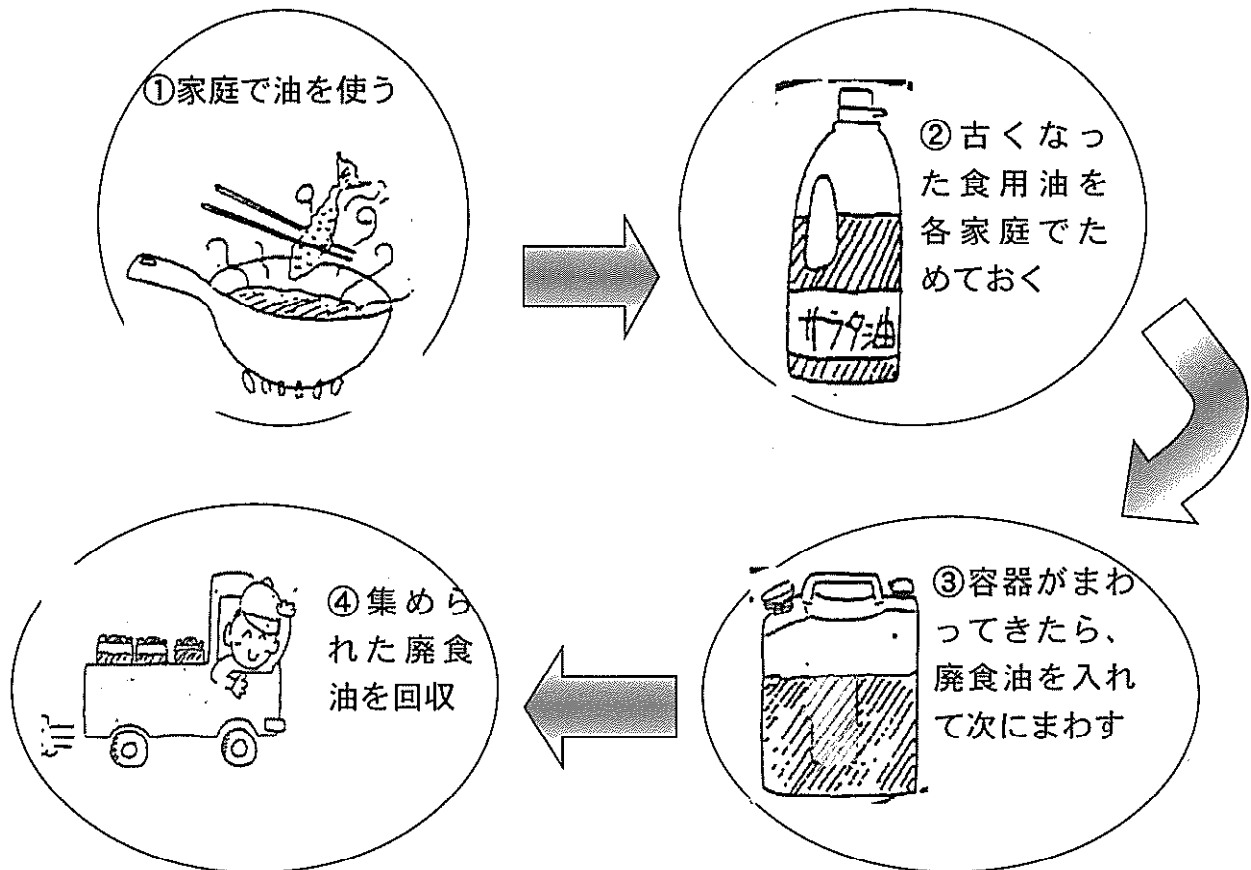 ①家庭で油を使う
②古くなっ
た食用油を
各家庭でた
めておく
サラダ油
③容器がまわ
ってきたら、
廃食油を入れ
て次にまわす
④集めら
れた廃食
油を回収